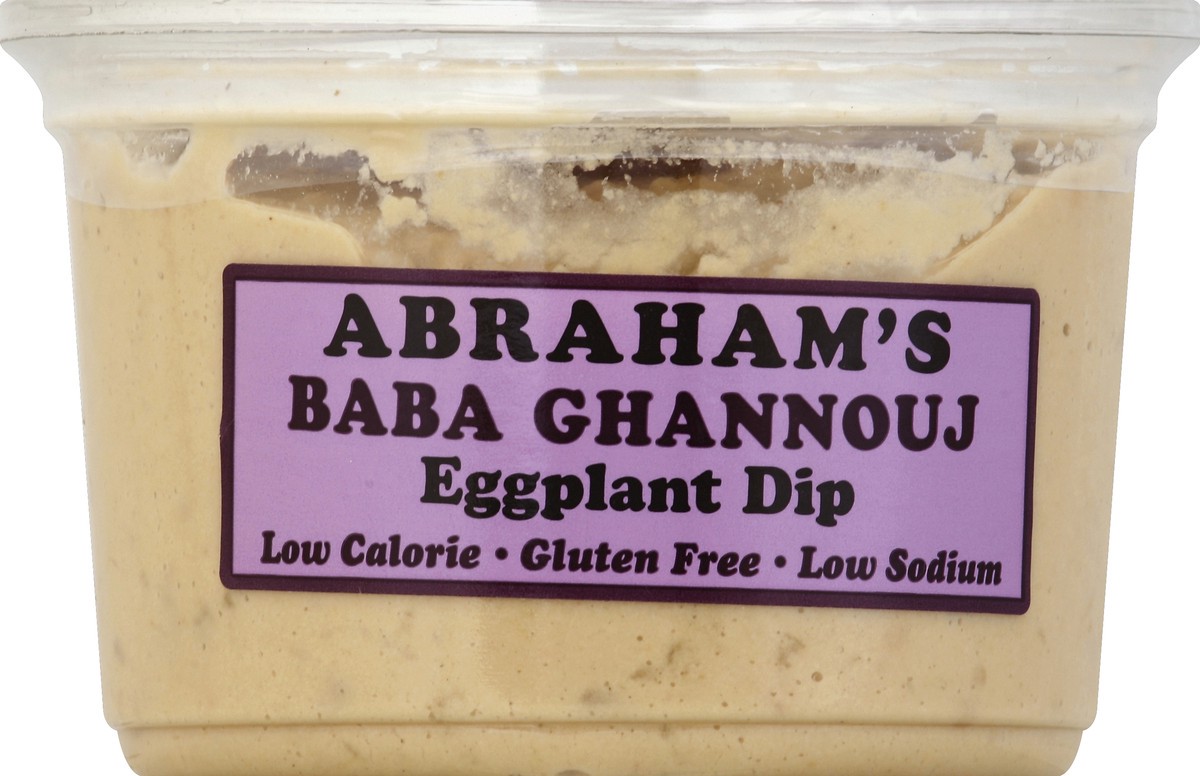 ABRAHAM'S
BABA GHANNOUJ
Eggplant Dip
Low Calorie • Gluten Free • Low Sodium